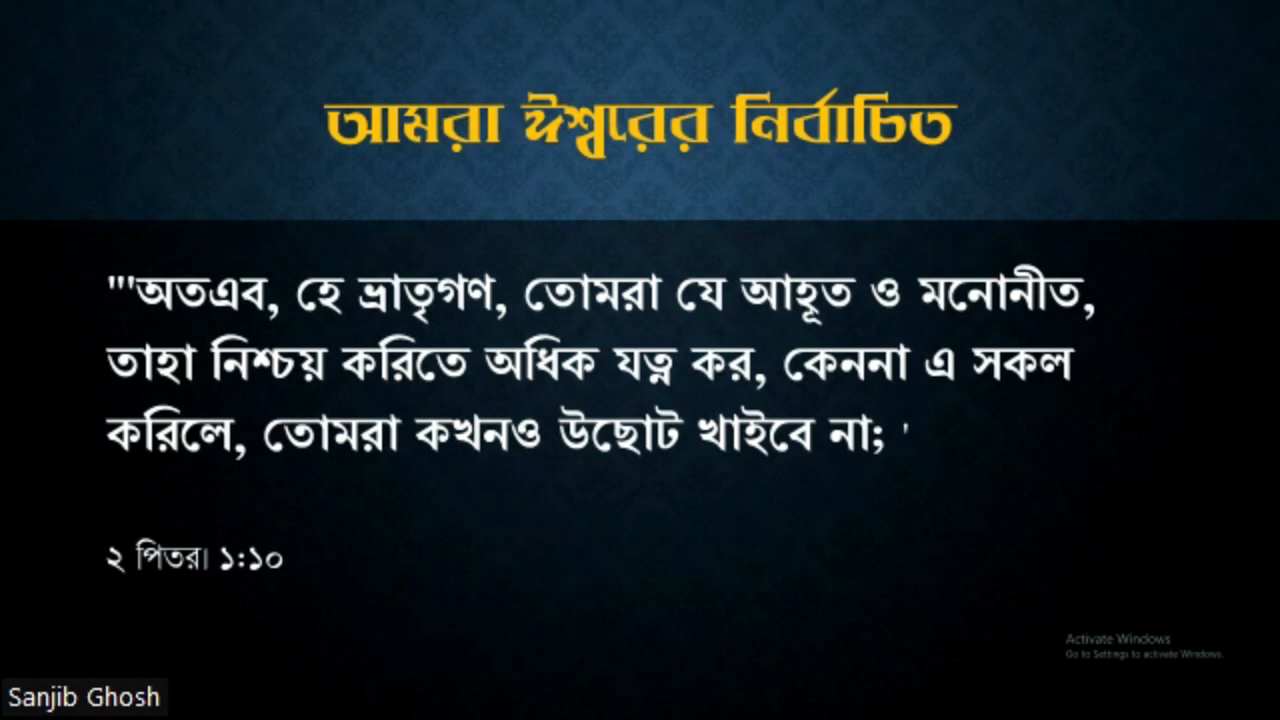 আমরা ঈশ্বরের নির্বাচিত
"'অতএব, হে ভ্রাতৃগণ, তোমরা যে আহূত ও মনোনীত,
তাহা নিশ্চয় করিতে অধিক যত্ন কর, কেননা এ সকল
করিলে, তোমরা কখনও উছোট খাইবে না; '
২ পিতর। ১:১০
Activate Windows
Go to Settings to activate Windows.
Sanjib Ghosh